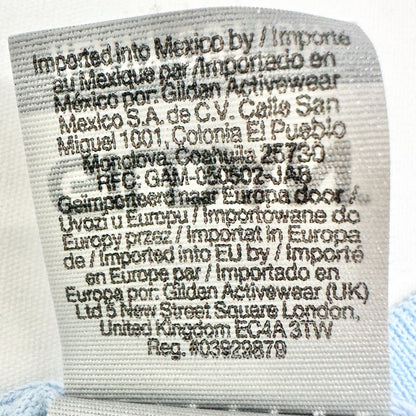 Imported into Mexico by / Importé
au Mexique par / Importado en
México por: Gildan Activewear
Mexico S.A. de C.V. Calle San
Miguel 1001, Colonia El Pueblo
Monclova, Coahuila 25730
RFC: GAM-050502-JA6
Geïmporteerd naar Europa door /
Uvozi u Europu / Importowane do
Europy przez / Importat in Europa
de / Imported into EU by / Importé
en Europe par / Importado en
Europa por: Gildan Activewear (UK)
Ltd 5 New Street Square London,
United Kingdom EC4A 3TW
Reg. #03929879